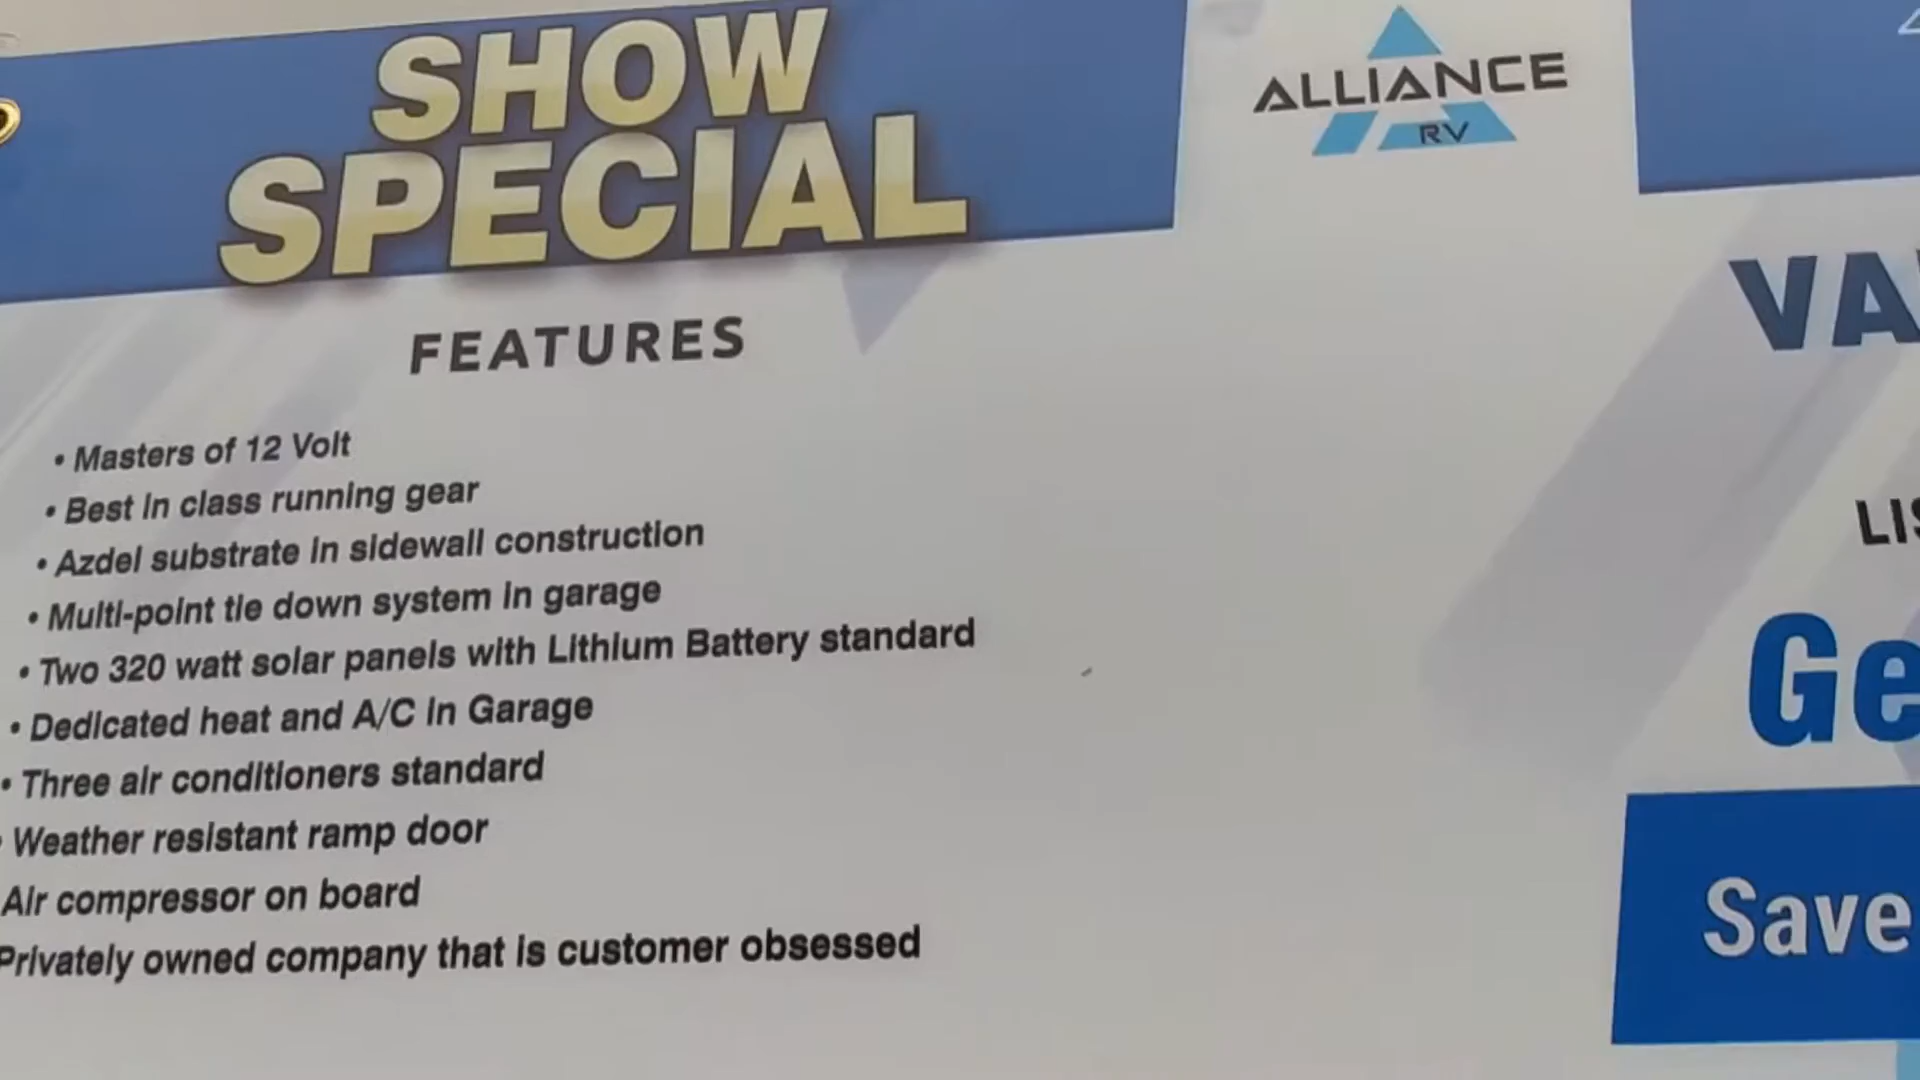 SHOW
SPECIAL
FEATURES
• Masters of 12 Volt
• Best in class running gear
• Azdel substrate in sidewall construction
• Multi-point tie down system in garage
• Two 320 watt solar panels with Lithium Battery standard
• Dedicated heat and A/C in Garage
• Three air conditioners standard
• Weather resistant ramp door
Air compressor on board
Privately owned company that is customer obsessed
ALLIANCE
RV
VA
LIS
Ge
Save